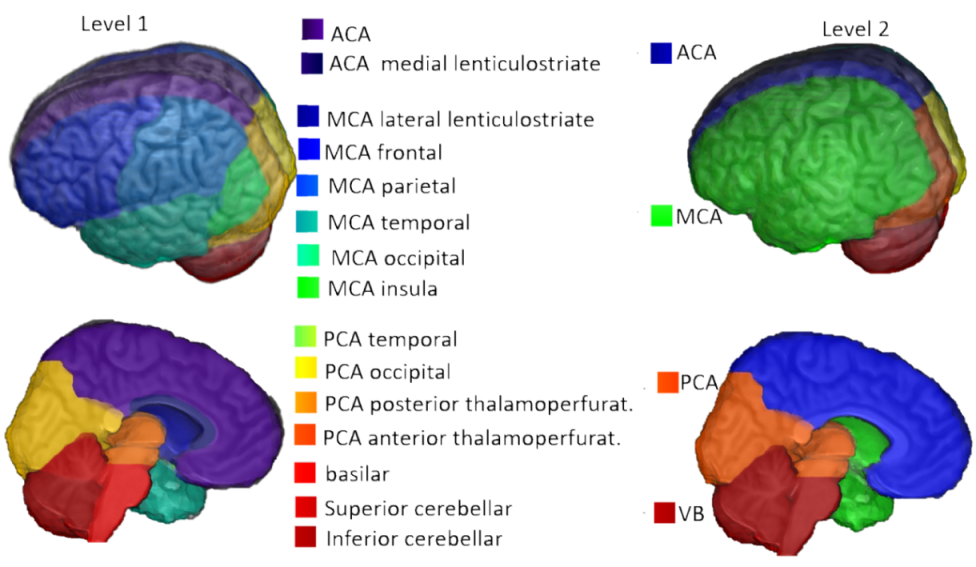 Level 1
ACA
ACA medial lenticulostriate
MCA lateral lenticulostriate
MCA frontal
MCA parietal
MCA temporal
MCA occipital
MCA insula
PCA temporal
PCA occipital
PCA posterior thalamoperfurat.
PCA anterior thalamoperfurat.
basilar
Superior cerebellar
Inferior cerebellar
Level 2
ACA
MCA
PCA
VB